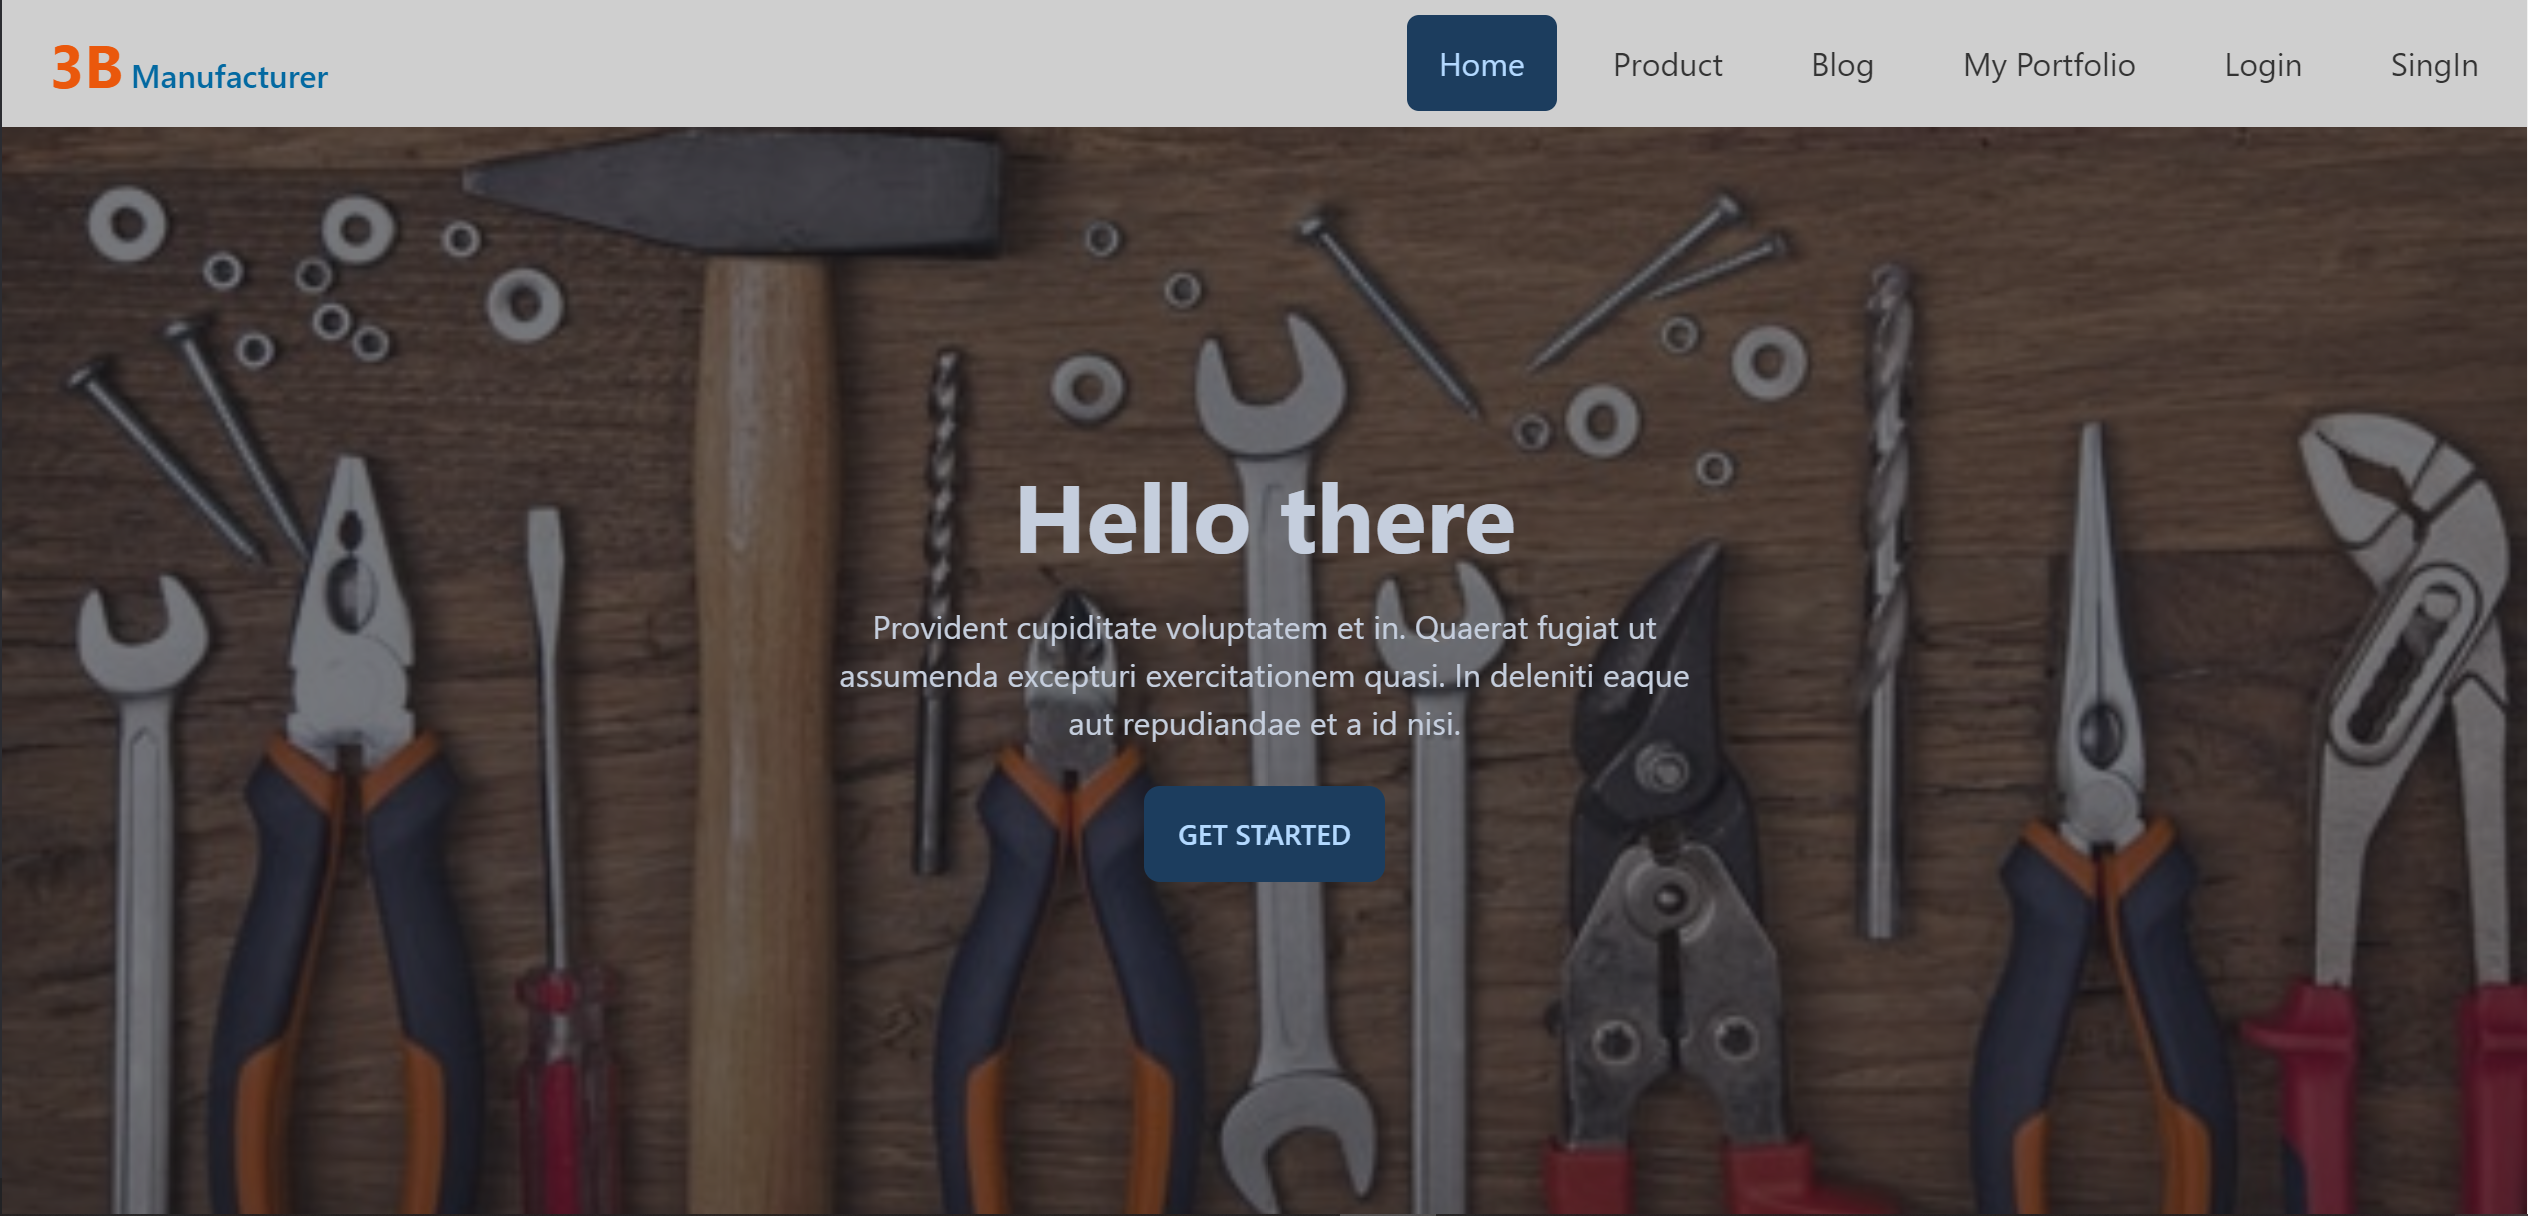 3B Manufacturer
Home Product Blog My Portfolio Login SingIn
Hello there
Provident cupiditate voluptatem et in. Quaerat fugiat ut
assumenda excepturi exercitationem quasi. In deleniti eaque
aut repudiandae et a id nisi.
GET STARTED